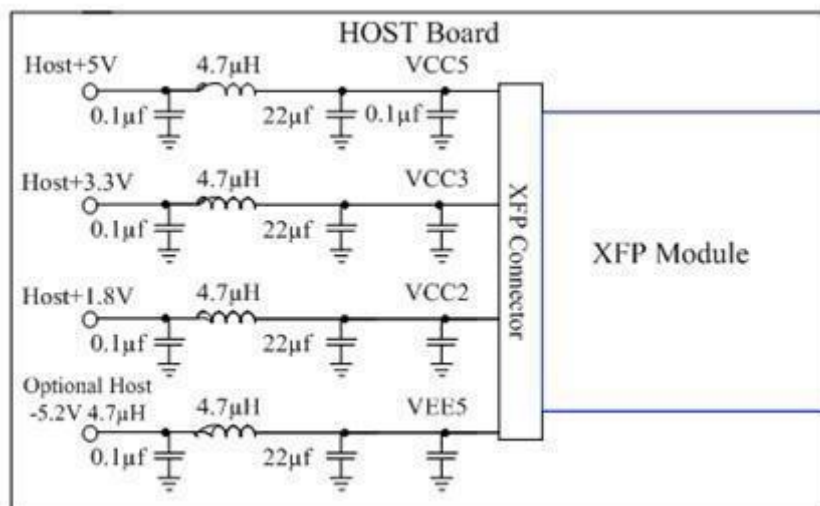 HOST Board
Host+5V 4.7μH VCC5
0.1μf 22μf 0.1μf
Host+3.3V 4.7μH VCC3
0.1μf 22μf
XFP Connector
XFP Module
Host+1.8V 4.7μH VCC2
0.1μf 22μf
Optional Host
-5.2V 4.7μH 4.7μH VEE5
0.1μf 22μf